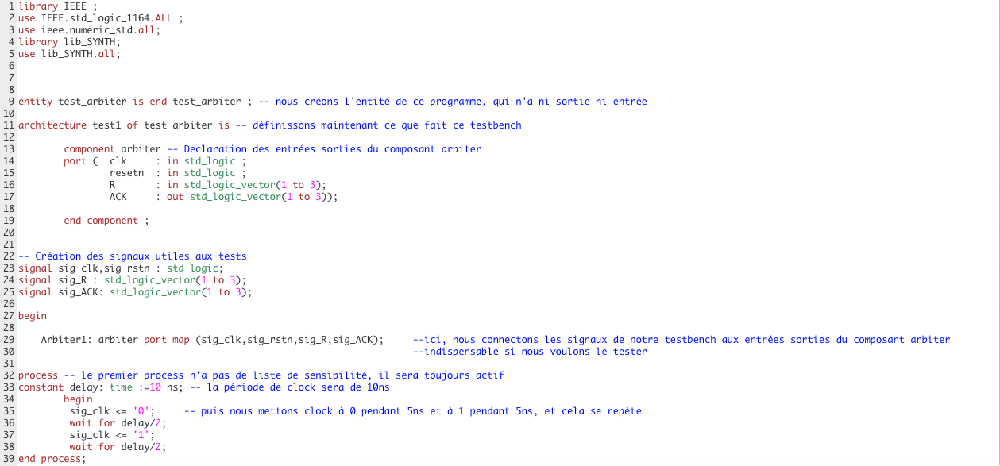 1 library IEEE ;
2 use IEEE.std_logic_1164.ALL ;
3 use ieee.numeric_std.all;
4 library lib_SYNTH;
5 use lib_SYNTH.all;
6
7
8
9 entity test_arbiter is end test_arbiter ; -- nous créons l'entité de ce programme, qui n'a ni sortie ni entrée
10
11 architecture test1 of test_arbiter is -- définissons maintenant ce que fait ce testbench
12
13         component arbiter -- Declaration des entrées sorties du composant arbiter
14         port (  clk     : in std_logic ;
15                 resetn  : in std_logic ;
16                 R       : in std_logic_vector(1 to 3);
17                 ACK     : out std_logic_vector(1 to 3));
18
19         end component ;
20
21
22 -- Création des signaux utiles aux tests
23 signal sig_clk,sig_rstn : std_logic;
24 signal sig_R : std_logic_vector(1 to 3);
25 signal sig_ACK: std_logic_vector(1 to 3);
26
27 begin
28
29     Arbiter1: arbiter port map (sig_clk,sig_rstn,sig_R,sig_ACK);     --ici, nous connectons les signaux de notre testbench aux entrées sorties du composant arbiter
30                                                                      --indispensable si nous voulons le tester
31
32 process -- le premier process n'a pas de liste de sensibilité, il sera toujours actif
33 constant delay: time :=10 ns; -- la période de clock sera de 10ns
34         begin
35          sig_clk <= '0';     -- puis nous mettons clock à 0 pendant 5ns et à 1 pendant 5ns, et cela se repète
36          wait for delay/2;
37          sig_clk <= '1';
38          wait for delay/2;
39 end process;